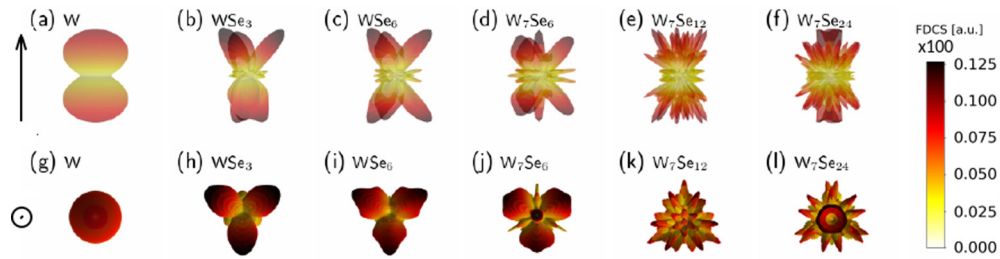 (a) W
(b) WSe3
(c) WSe6
(d) W7Se6
(e) W7Se12
(f) W7Se24
FDCS [a.u.]
x100
0.125
0.100
0.075
0.050
0.025
0.000
(g) W
(h) WSe3
(i) WSe6
(j) W7Se6
(k) W7Se12
(l) W7Se24